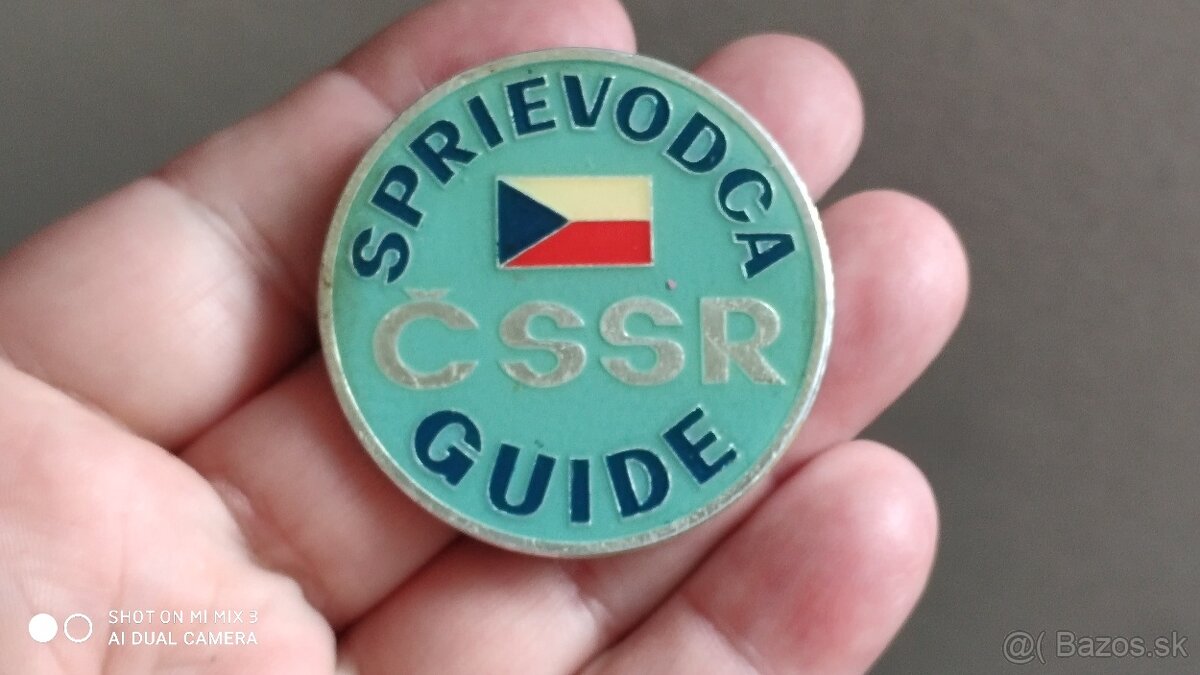 SPRIEVODCA
ČSSR
GUIDE
SHOT ON MI MIX 3
AI DUAL CAMERA
@( Bazos.sk